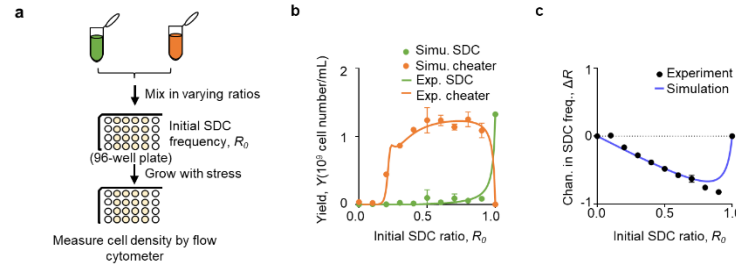 a
Mix in varying ratios
Initial SDC
frequency, R0
(96-well plate)
Grow with stress
Measure cell density by flow
cytometer
b
Simu. SDC
Simu. cheater
Exp. SDC
Exp. cheater
Yield, Y(10⁹ cell number/mL)
2
1
0
0.0
0.5
1.0
Initial SDC ratio, R0
c
Experiment
Simulation
Chan. in SDC freq., ΔR
-1
0
-1
0.0
0.5
1.0
Initial SDC ratio, R0